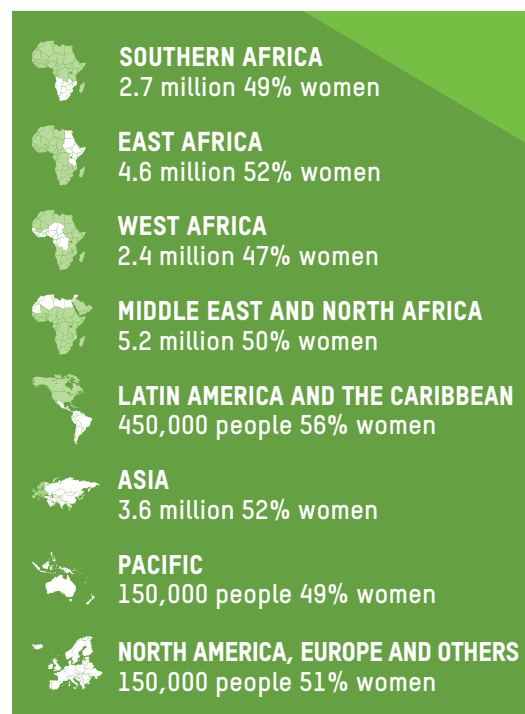 SOUTHERN AFRICA
2.7 million 49% women
EAST AFRICA
4.6 million 52% women
WEST AFRICA
2.4 million 47% women
MIDDLE EAST AND NORTH AFRICA
5.2 million 50% women
LATIN AMERICA AND THE CARIBBEAN
450,000 people 56% women
ASIA
3.6 million 52% women
PACIFIC
150,000 people 49% women
NORTH AMERICA, EUROPE AND OTHERS
150,000 people 51% women